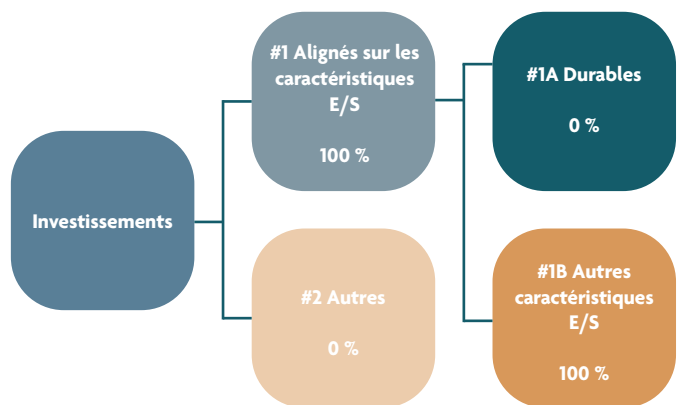 Investissements
#1 Alignés sur les
caractéristiques
E/S
100 %
#2 Autres
0 %
#1A Durables
0 %
#1B Autres
caractéristiques
E/S
100 %